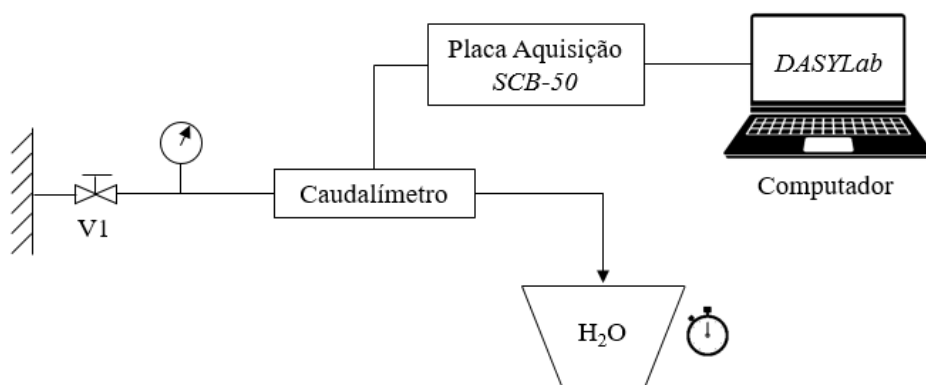 Placa Aquisição
SCB-50
DASYLab
Computador
V1
Caudalímetro
H₂O